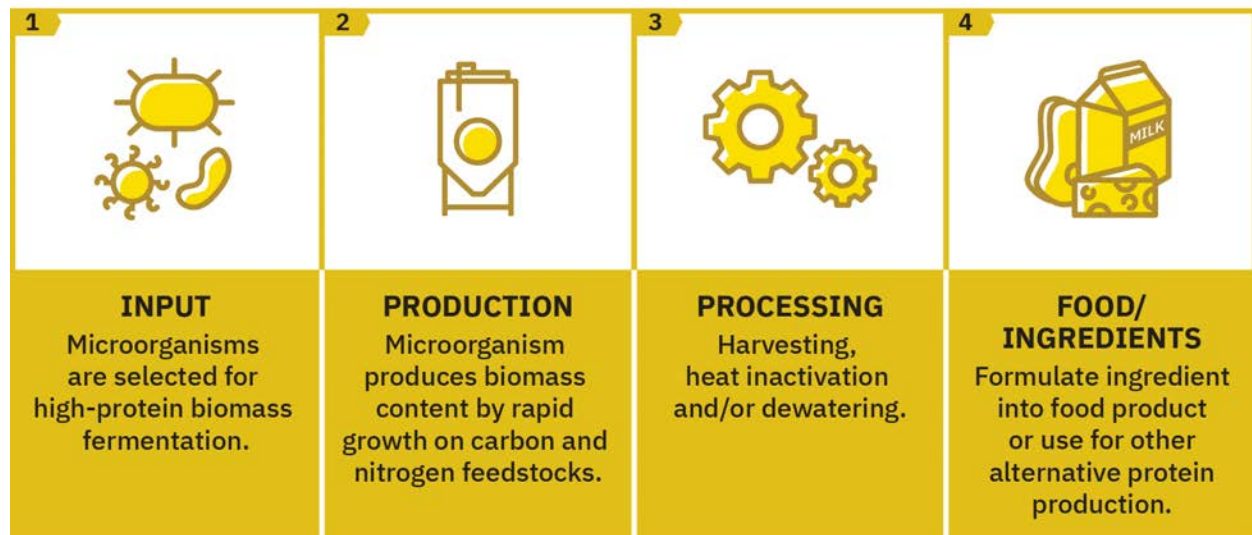 1
INPUT
Microorganisms
are selected for
high-protein biomass
fermentation.
2
PRODUCTION
Microorganism
produces biomass
content by rapid
growth on carbon and
nitrogen feedstocks.
3
PROCESSING
Harvesting,
heat inactivation
and/or dewatering.
4
MILK
FOOD/
INGREDIENTS
Formulate ingredient
into food product
or use for other
alternative protein
production.